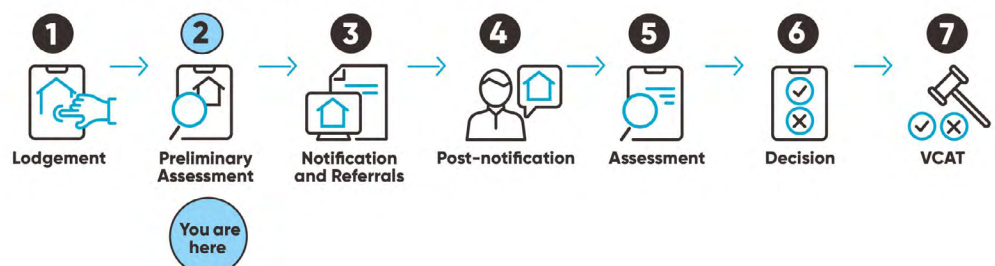 1
2
3
4
5
6
7
Lodgement
Preliminary
Assessment
Notification
and Referrals
Post-notification
Assessment
Decision
VCAT
You are
here